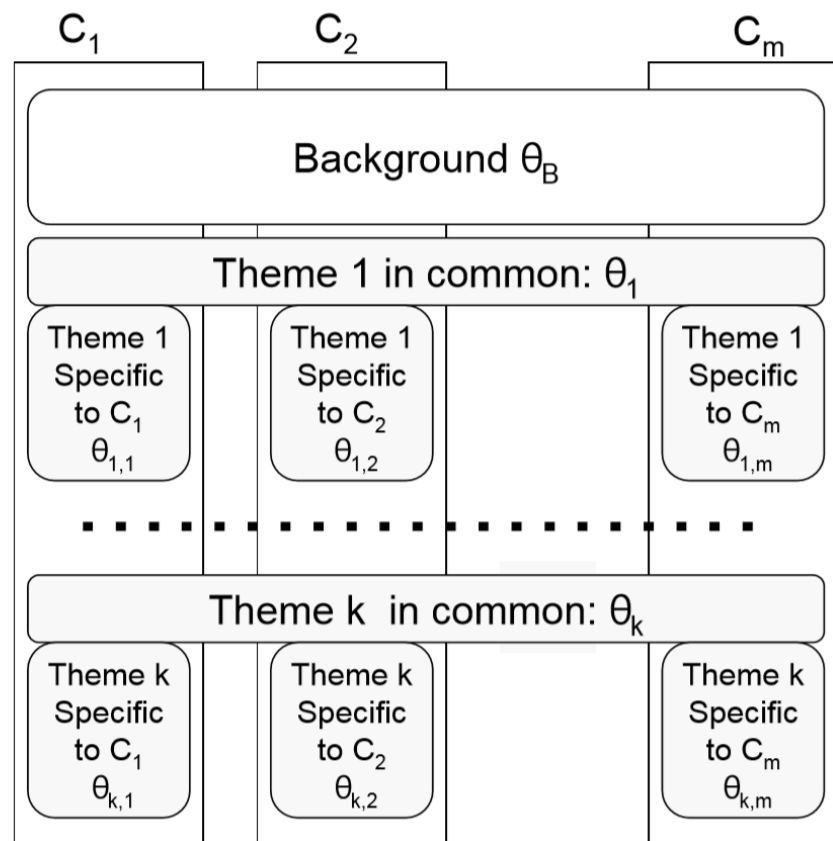 C₁ C₂ Cₘ
Background θ_B
Theme 1 in common: θ₁
Theme 1 Theme 1 Theme 1
Specific Specific Specific
to C₁ to C₂ to Cₘ
θ₁,₁ θ₁,₂ θ₁,ₘ
Theme k in common: θₖ
Theme k Theme k Theme k
Specific Specific Specific
to C₁ to C₂ to Cₘ
θₖ,₁ θₖ,₂ θₖ,ₘ